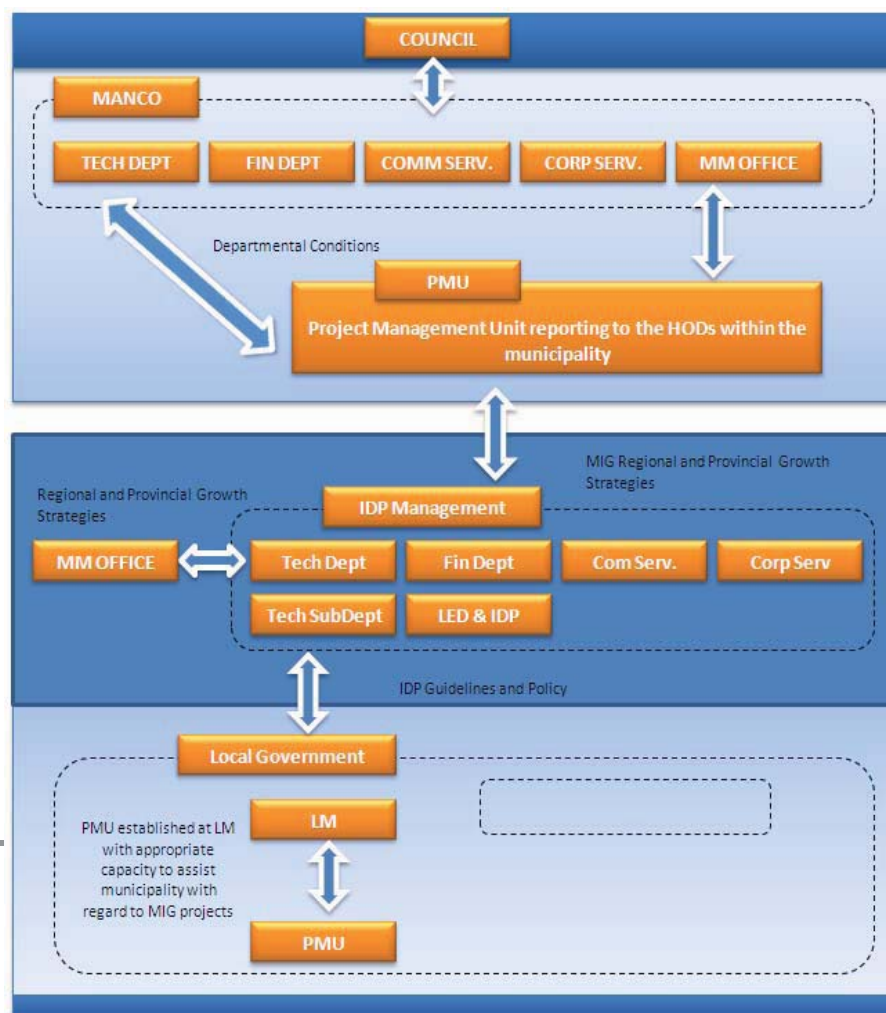 COUNCIL
MANCO
TECH DEPT
FIN DEPT
COMM SERV.
CORP SERV.
MM OFFICE
Departmental Conditions
PMU
Project Management Unit reporting to the HODs within the
municipality
MIG Regional and Provincial Growth
Strategies
Regional and Provincial Growth
Strategies
IDP Management
MM OFFICE
Tech Dept
Fin Dept
Com Serv.
Corp Serv
Tech SubDept
LED & IDP
IDP Guidelines and Policy
Local Government
LM
PMU established at LM
with appropriate
capacity to assist
municipality with
regard to MIG projects
PMU